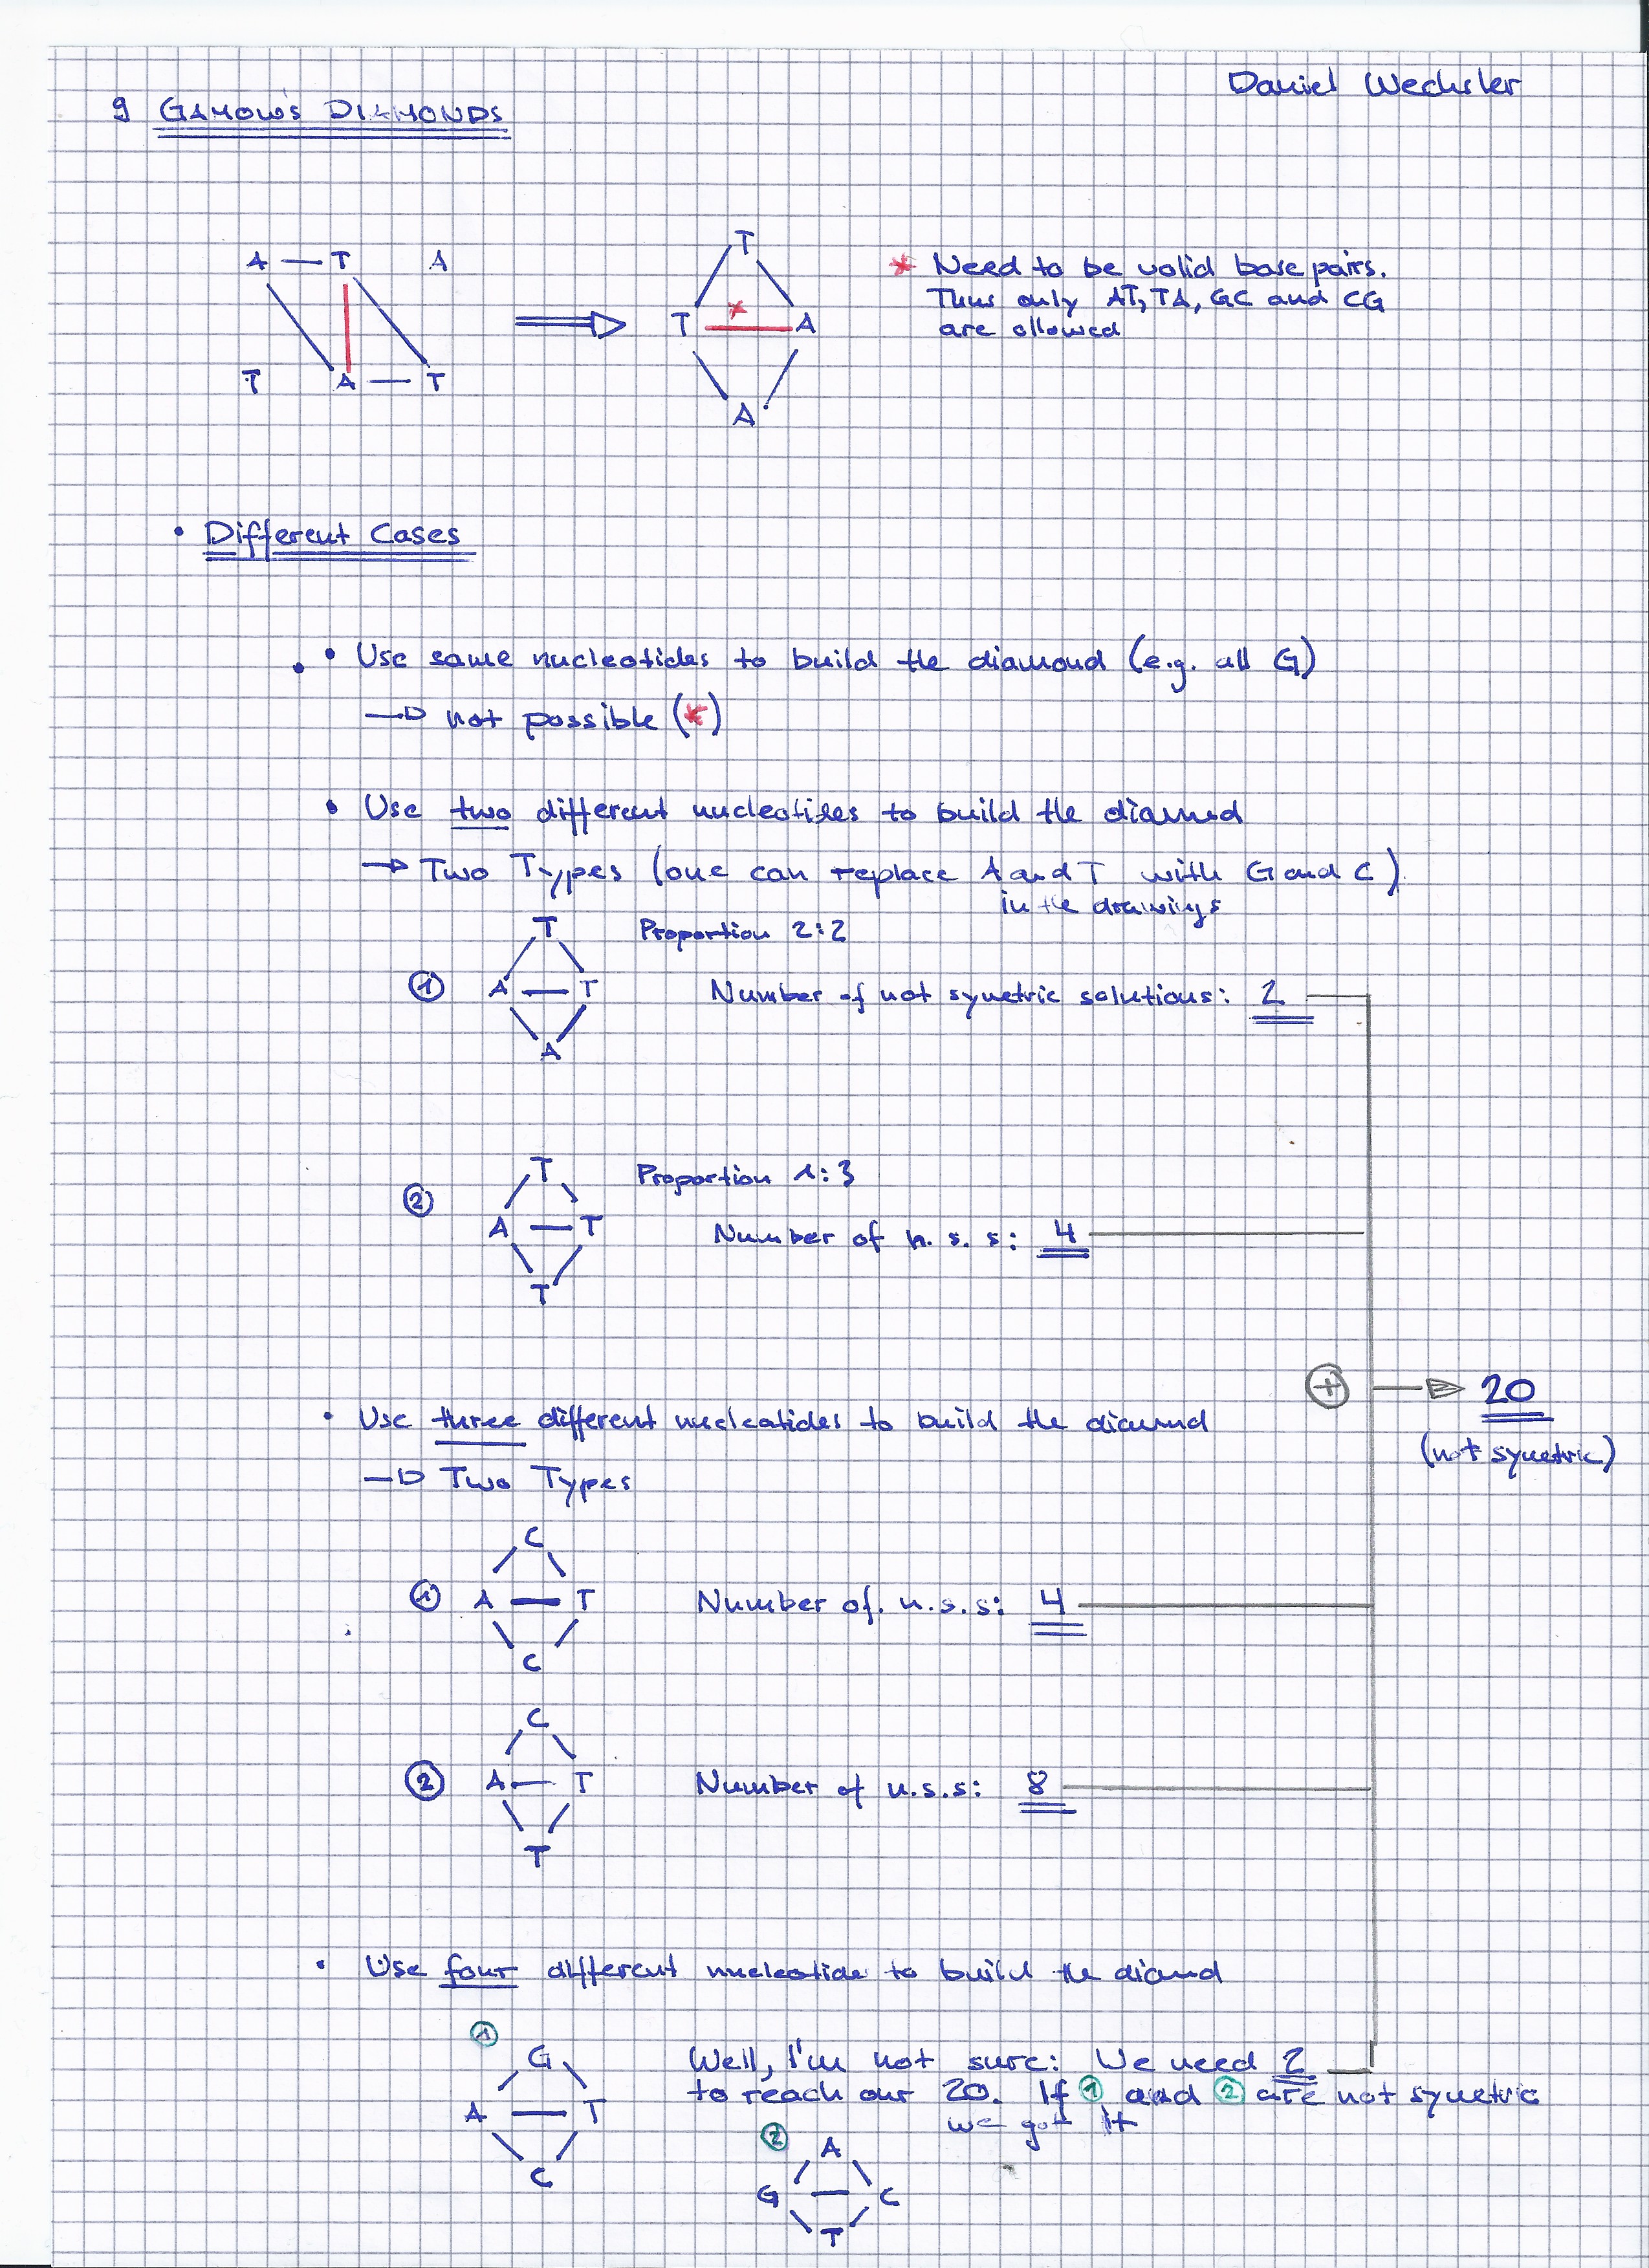 Daniel Wechsler
9 GAMOW'S DIAMONDS
A T A
T A T
T
T * A
A
* Need to be valid base pairs.
Thus only AT, TA, GC and CG
are allowed
• Different Cases
• Use same nucleotides to build the diamond (e.g. all G)
→ not possible (*)
• Use two different nucleotides to build the diamond
→ Two Types (one can replace A and T with G and C)
in the drawings
T
Proportion 2:2
① A T
Number of not symetric solutions: 2
A
T
Proportion 1:3
② A T
Number of n.s.s: 4
T
+ 20
(not symetric)
• Use three different nucleotides to build the diamond
→ Two Types
C
① A T
Number of. n.s.s: 4
C
C
② A T
Number of n.s.s: 8
T
• Use four different nucleotide to build the diamond
①
G
A T
C
Well, I'm not sure: We need 2
to reach our 20. If ① and ② are not symetric
we got it
②
A
G C
T